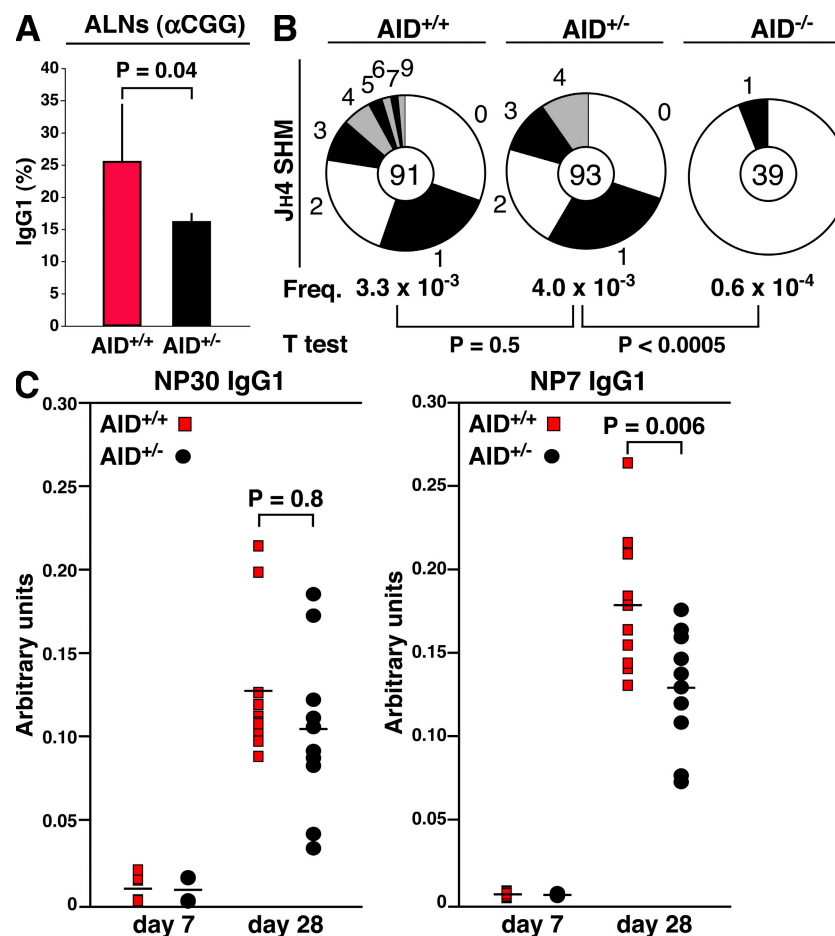 A
ALNs (αCGG)
P = 0.04
IgG1 (%)
40
35
30
25
20
15
10
5
0
AID+/+ AID+/-
B
AID+/+ AID+/- AID-/-
JH4 SHM
0
1
2
3
4
5
6
7
9
91
0
1
2
3
4
93
1
39
Freq. 3.3 x 10-3 4.0 x 10-3 0.6 x 10-4
T test P = 0.5 P < 0.0005
C
NP30 IgG1
AID+/+
AID+/-
P = 0.8
Arbitrary units
0.30
0.25
0.20
0.15
0.10
0.05
0
day 7 day 28
NP7 IgG1
AID+/+
AID+/-
P = 0.006
Arbitrary units
0.30
0.25
0.20
0.15
0.10
0.05
0
day 7 day 28